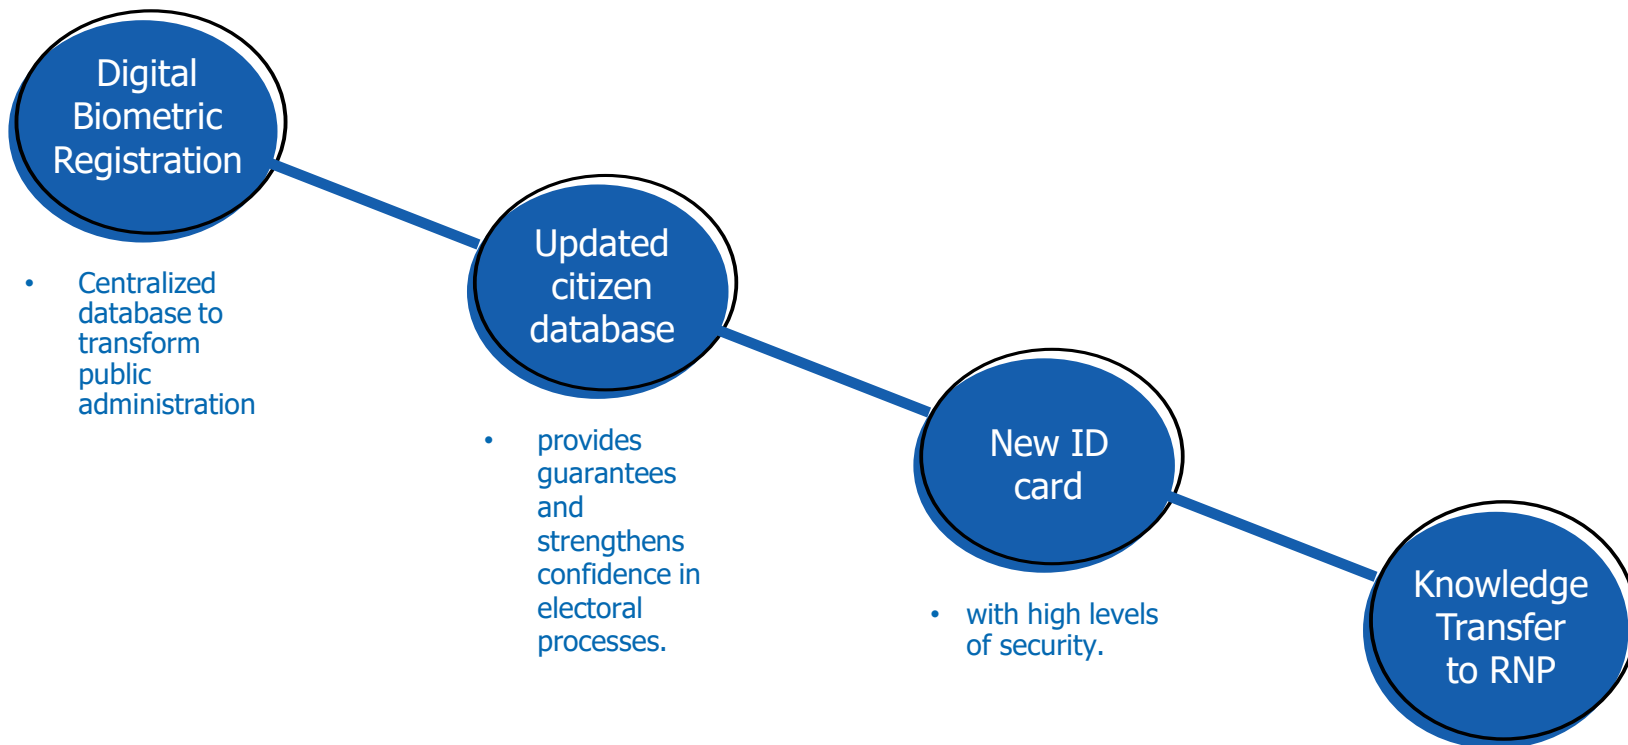 Digital
Biometric
Registration
• Centralized
database to
transform
public
administration
Updated
citizen
database
• provides
guarantees
and
strengthens
confidence in
electoral
processes.
New ID
card
• with high levels
of security.
Knowledge
Transfer
to RNP